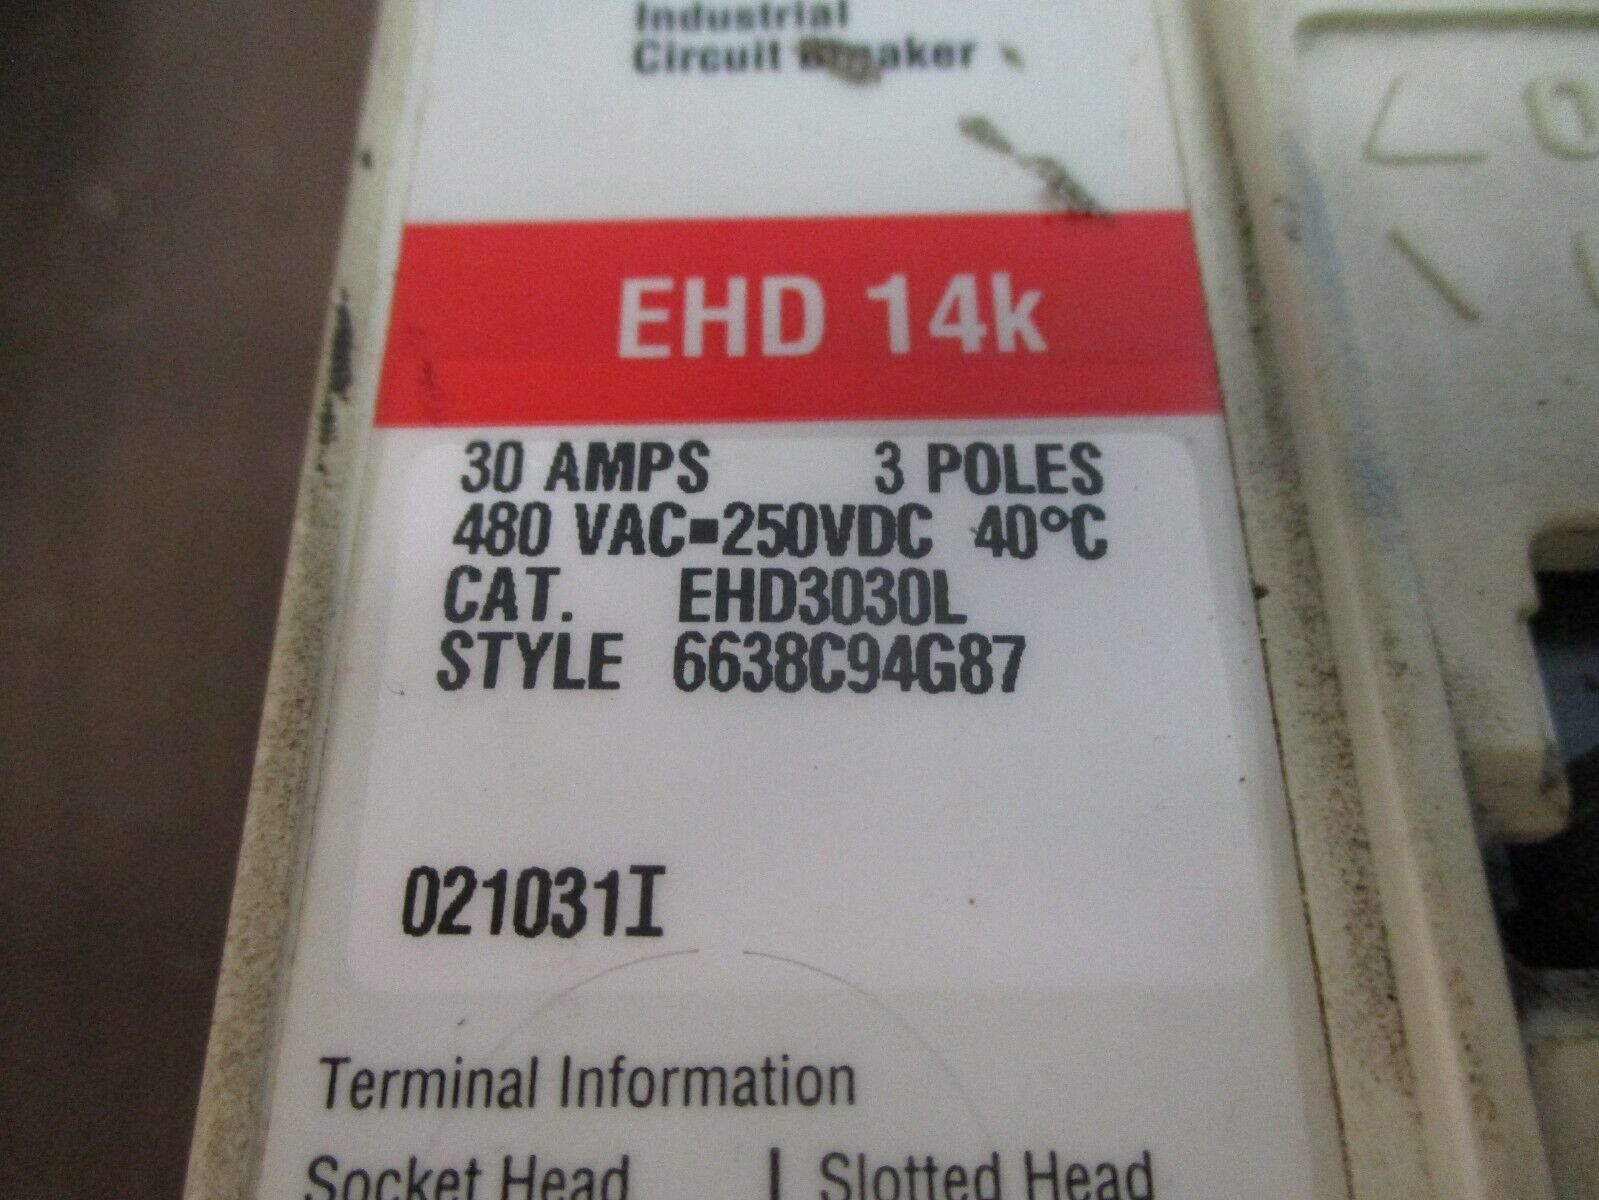 Industrial
Circuit Breaker
EHD 14k
30 AMPS 3 POLES
480 VAC▪250VDC 40°C
CAT. EHD3030L
STYLE 6638C94G87
021031I
Terminal Information
Socket Head | Slotted Head